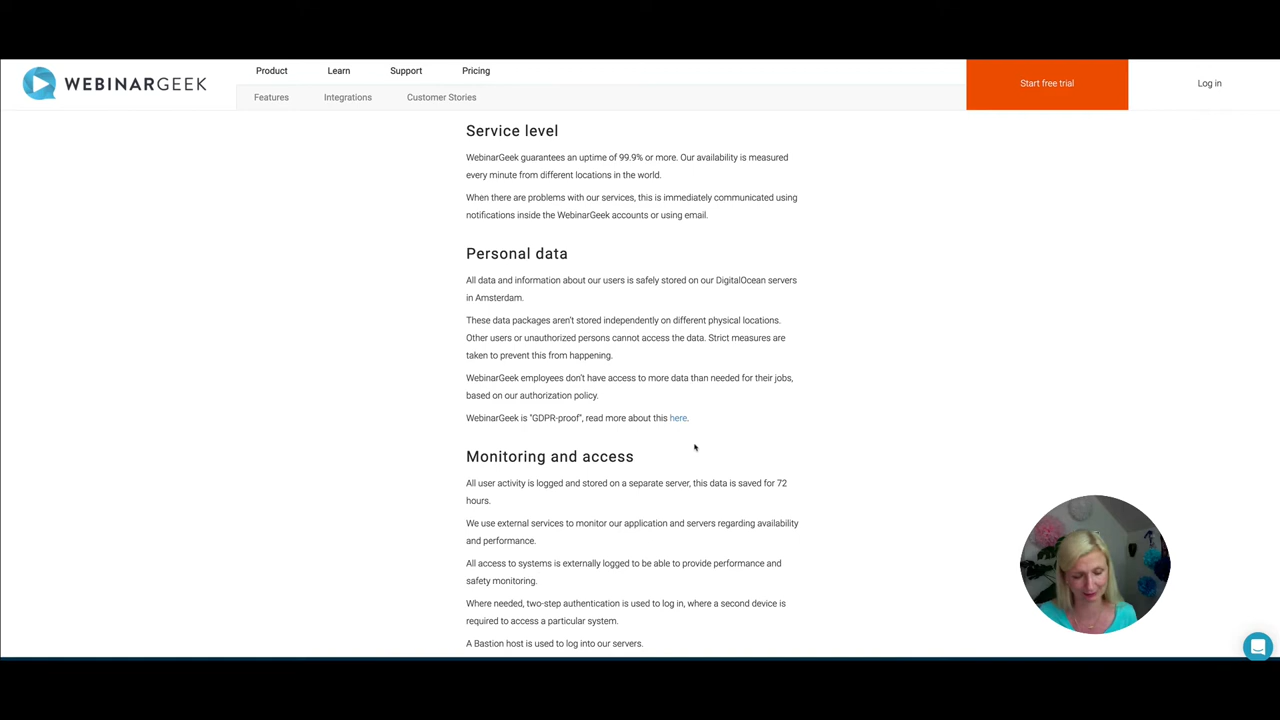 WEBINARGEEK
Product Learn Support Pricing
Start free trial
Log in
Features Integrations Customer Stories
Service level
WebinarGeek guarantees an uptime of 99.9% or more. Our availability is measured
every minute from different locations in the world.
When there are problems with our services, this is immediately communicated using
notifications inside the WebinarGeek accounts or using email.
Personal data
All data and information about our users is safely stored on our DigitalOcean servers
in Amsterdam.
These data packages aren't stored independently on different physical locations.
Other users or unauthorized persons cannot access the data. Strict measures are
taken to prevent this from happening.
WebinarGeek employees don't have access to more data than needed for their jobs,
based on our authorization policy.
WebinarGeek is "GDPR-proof", read more about this here.
Monitoring and access
All user activity is logged and stored on a separate server, this data is saved for 72
hours.
We use external services to monitor our application and servers regarding availability
and performance.
All access to systems is externally logged to be able to provide performance and
safety monitoring.
Where needed, two-step authentication is used to log in, where a second device is
required to access a particular system.
A Bastion host is used to log into our servers.